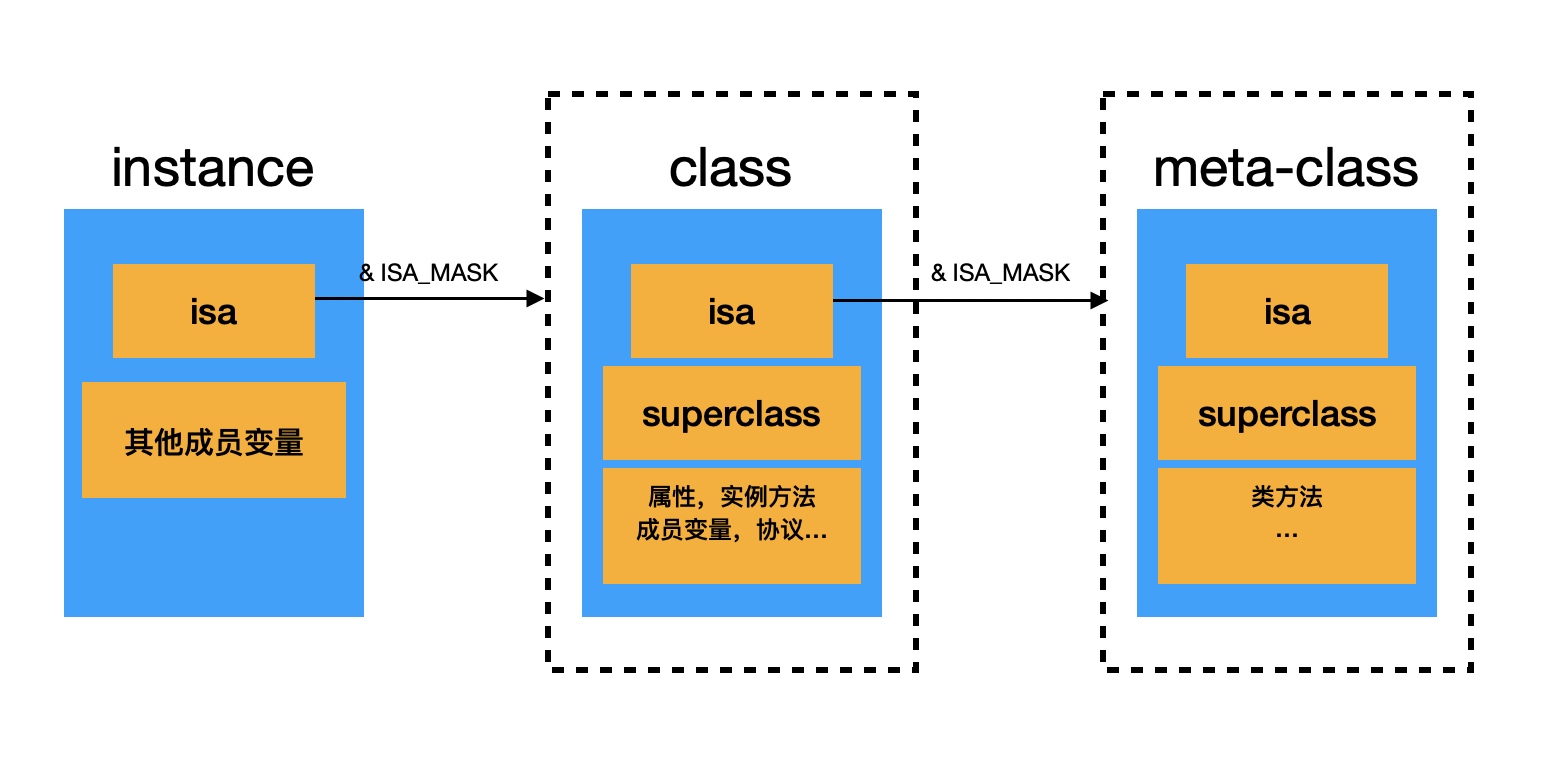 instance
isa
其他成员变量
& ISA_MASK
class
isa
superclass
属性，实例方法
成员变量，协议...
& ISA_MASK
meta-class
isa
superclass
类方法
...